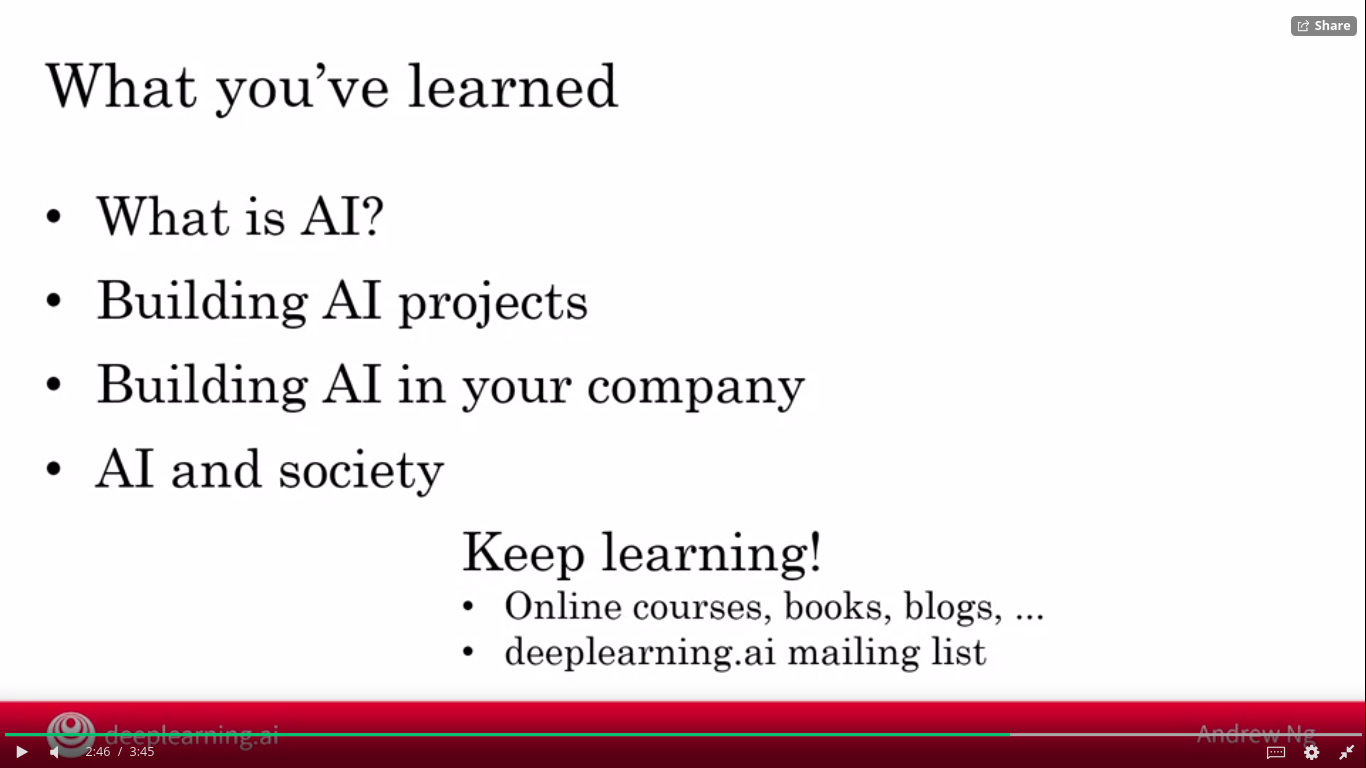 Share
What you’ve learned
• What is AI?
• Building AI projects
• Building AI in your company
• AI and society
Keep learning!
• Online courses, books, blogs, ...
• deeplearning.ai mailing list
deeplearning.ai
Andrew Ng
2:46 / 3:45